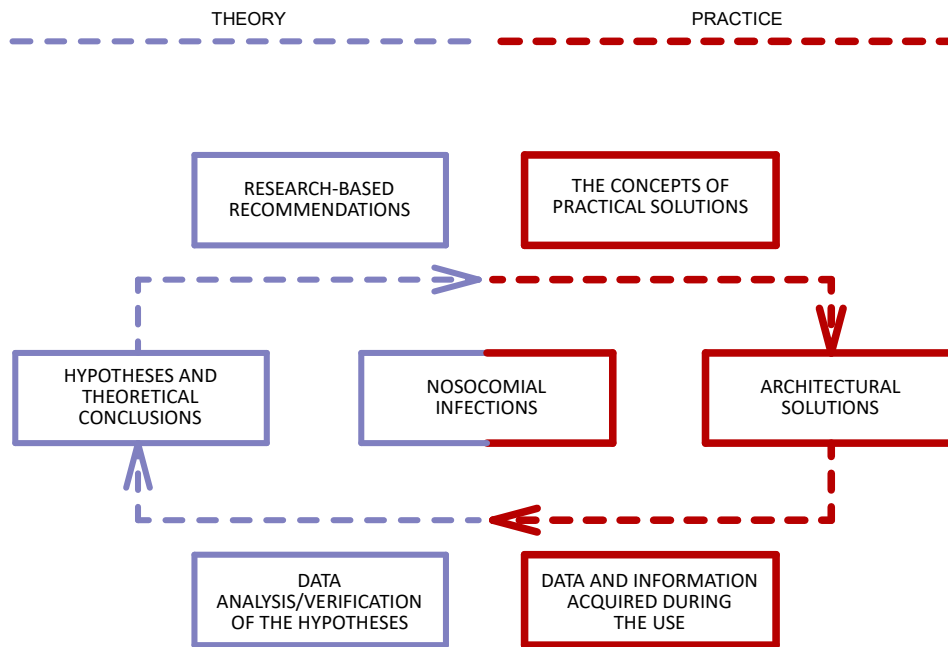 THEORY
PRACTICE
RESEARCH-BASED
RECOMMENDATIONS
THE CONCEPTS OF
PRACTICAL SOLUTIONS
HYPOTHESES AND
THEORETICAL
CONCLUSIONS
NOSOCOMIAL
INFECTIONS
ARCHITECTURAL
SOLUTIONS
DATA
ANALYSIS/VERIFICATION
OF THE HYPOTHESES
DATA AND INFORMATION
ACQUIRED DURING
THE USE